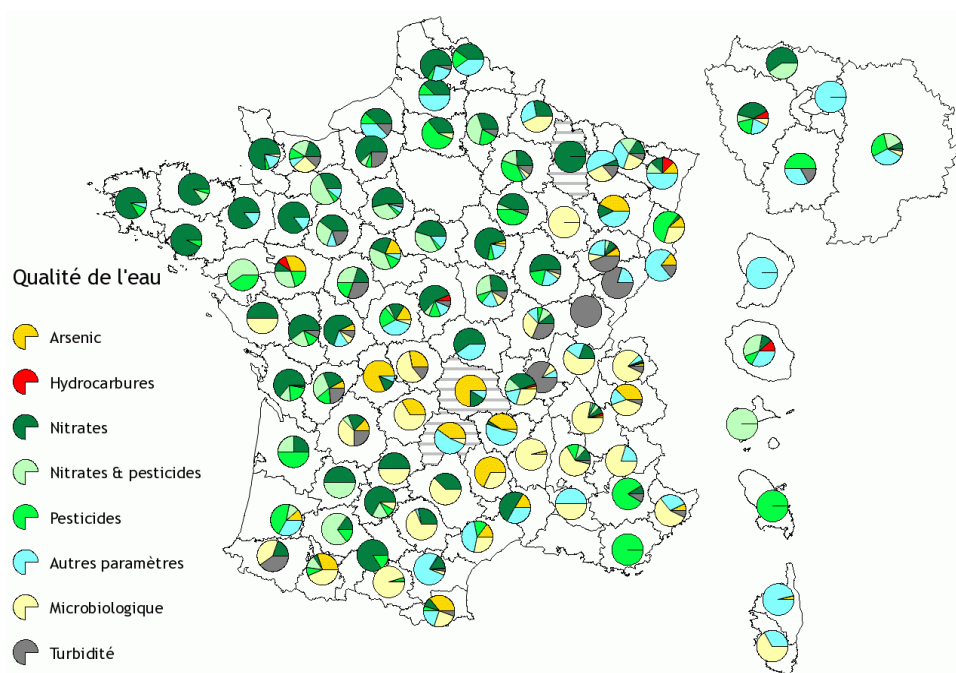 Qualité de l'eau
Arsenic
Hydrocarbures
Nitrates
Nitrates & pesticides
Pesticides
Autres paramètres
Microbiologique
Turbidité